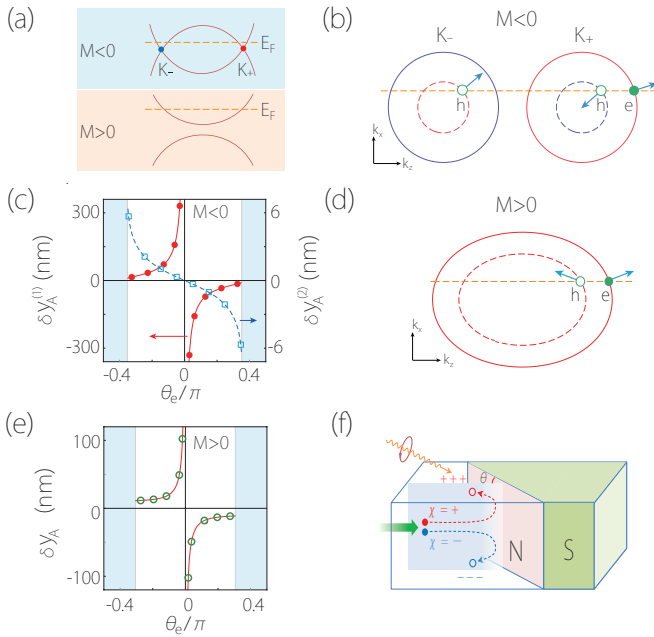 (a)
M<0
E_F
K-
K+
M>0
E_F
(b)
M<0
K-
K+
h
h
e
k_x
k_z
(c)
M<0
300
0
-300
6
0
-6
δy_A^(1) (nm)
δy_A^(2) (nm)
-0.4
0
0.4
θ_e/π
(d)
M>0
h
e
k_x
k_z
(e)
M>0
100
0
-100
δy_A (nm)
-0.4
0
0.4
θ_e/π
(f)
+++
θ
χ = +
χ = -
N
S
---